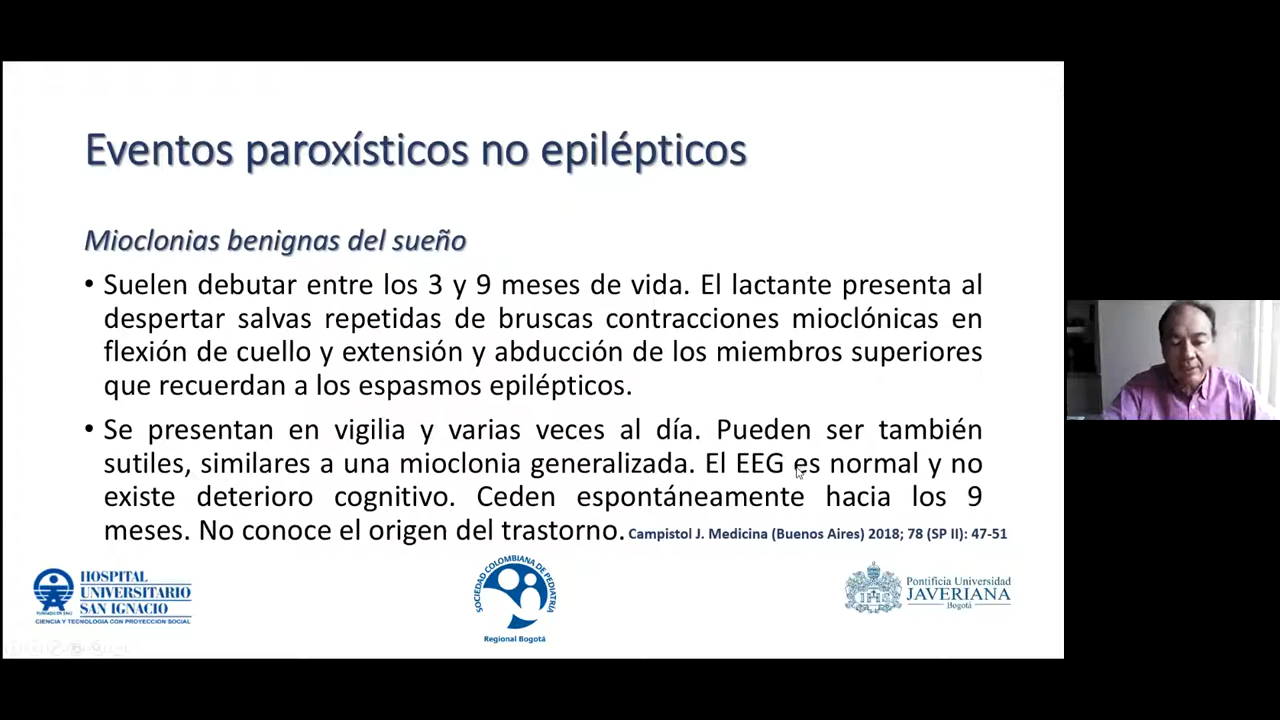 Eventos paroxísticos no epilépticos
Mioclonias benignas del sueño
• Suelen debutar entre los 3 y 9 meses de vida. El lactante presenta al
despertar salvas repetidas de bruscas contracciones mioclónicas en
flexión de cuello y extensión y abducción de los miembros superiores
que recuerdan a los espasmos epilépticos.
• Se presentan en vigilia y varias veces al día. Pueden ser también
sutiles, similares a una mioclonia generalizada. El EEG es normal y no
existe deterioro cognitivo. Ceden espontáneamente hacia los 9
meses. No conoce el origen del trastorno. Campistol J. Medicina (Buenos Aires) 2018; 78 (SP II): 47-51
HOSPITAL
UNIVERSITARIO
SAN IGNACIO
CIENCIA Y TECNOLOGIA CON PROYECCION SOCIAL
SOCIEDAD COLOMBIANA DE PEDIATRIA
Regional Bogotá
Pontificia Universidad
JAVERIANA
Bogotá